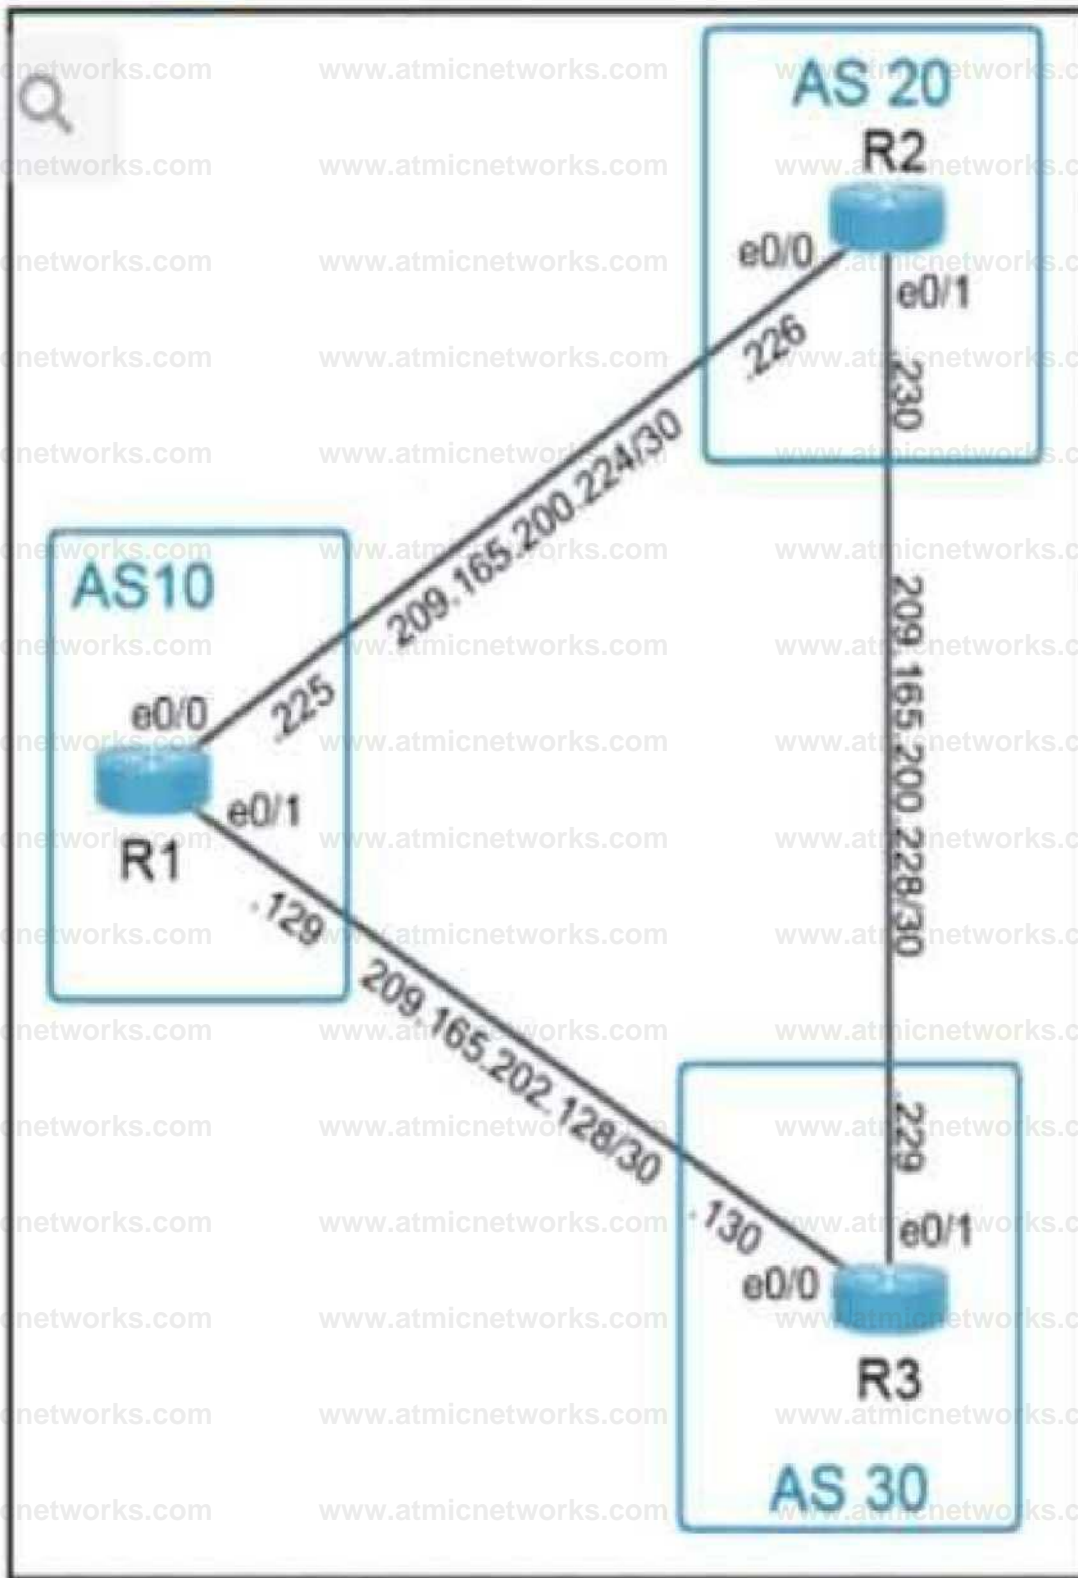 AS 20
R2
e0/0
e0/1
.226
.230
209.165.200.224/30
AS10
209.165.200.228/30
e0/0
.225
e0/1
R1
.129
209.165.202.128/30
.229
.130
e0/1
e0/0
R3
AS 30
www.atmicnetworks.com